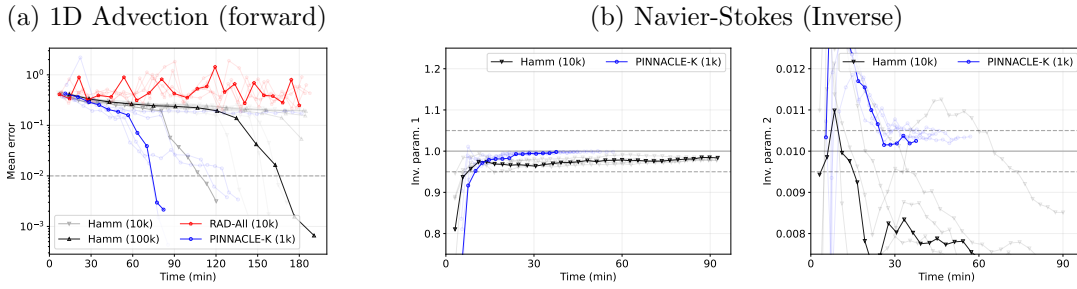 (a) 1D Advection (forward)
(b) Navier-Stokes (Inverse)
Mean error
10⁰
10⁻¹
10⁻²
10⁻³
Hamm (10k)
Hamm (100k)
RAD-All (10k)
PINNACLE-K (1k)
0 30 60 90 120 150 180
Time (min)
Inv. param. 1
1.2
1.1
1.0
0.9
0.8
Hamm (10k) PINNACLE-K (1k)
0 30 60 90
Time (min)
Inv. param. 2
0.012
0.011
0.010
0.009
0.008
Hamm (10k) PINNACLE-K (1k)
0 30 60 90
Time (min)